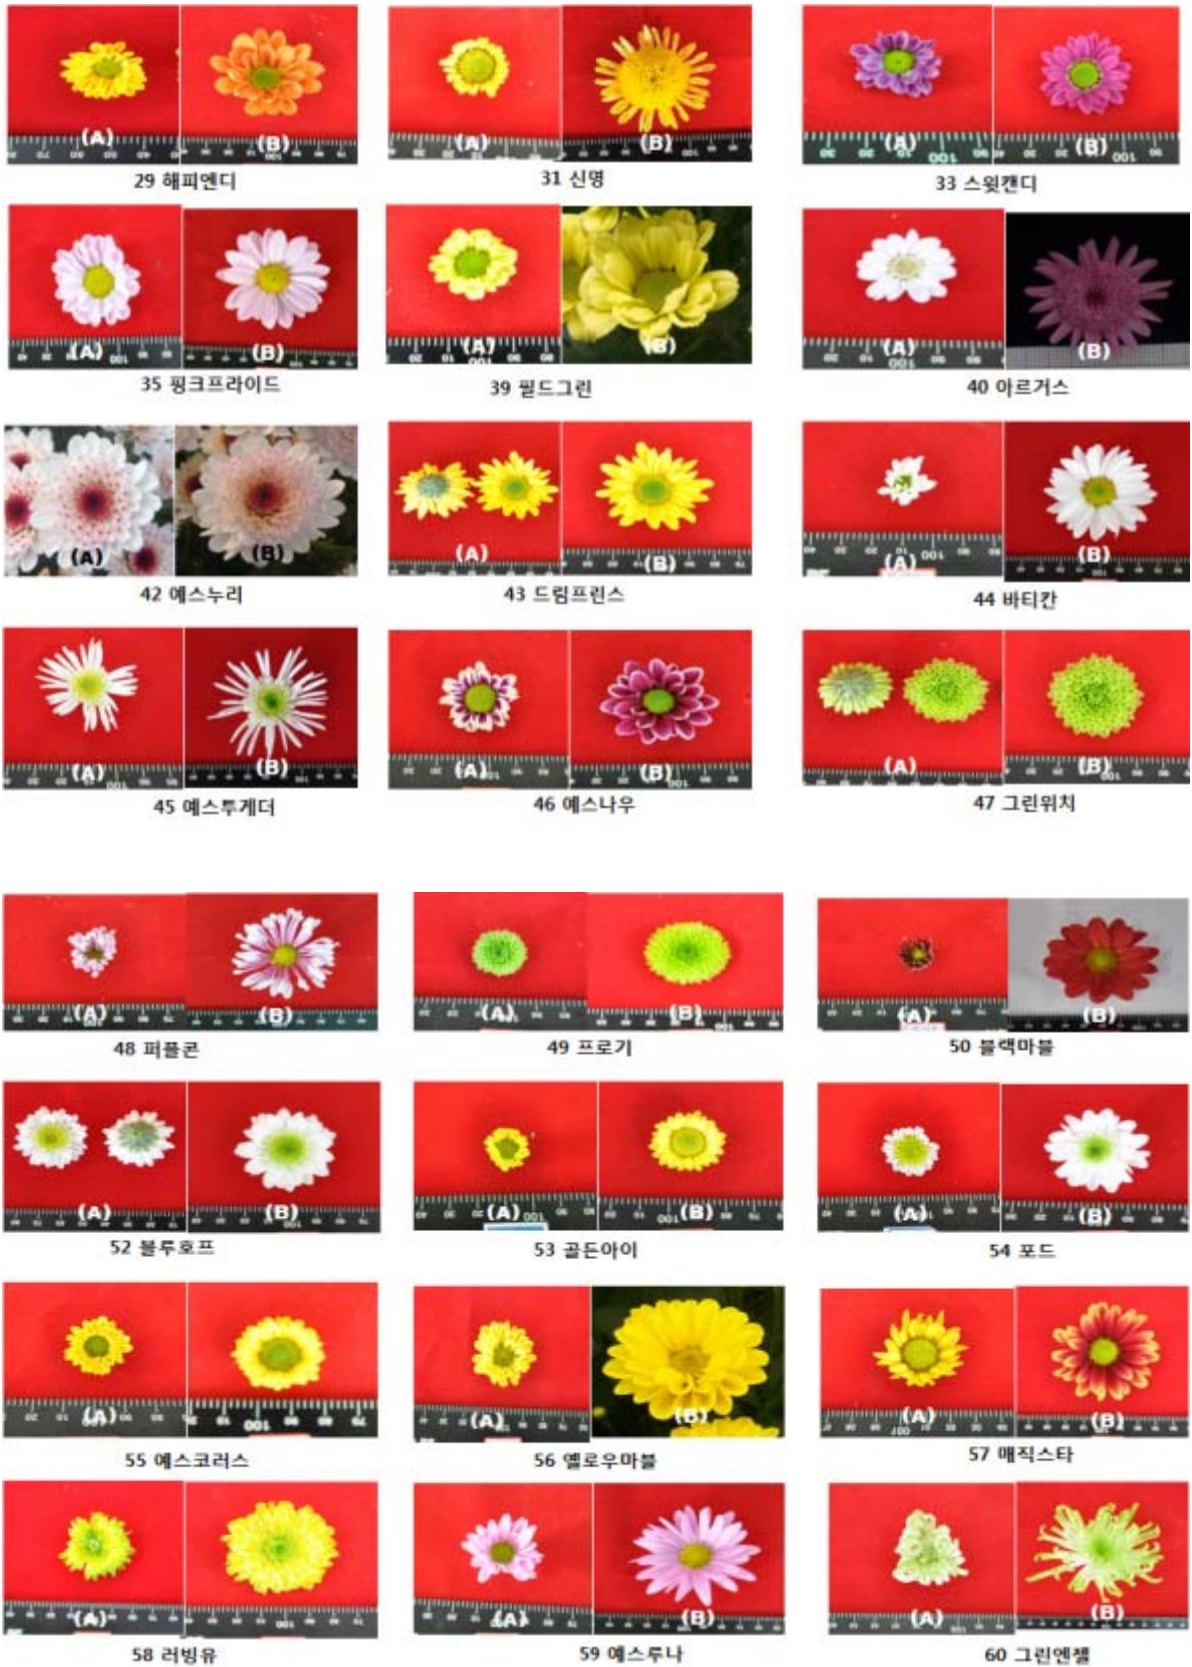 (A) (B) (A) (B) (A) (B)
29 해피엔디 31 신명 33 스윗캔디
(A) (B) (A) (B) (A) (B)
35 핑크프라이드 39 필드그린 40 아르거스
(A) (B) (A) (B) (A) (B)
42 예스누리 43 드림프린스 44 바티칸
(A) (B) (A) (B) (A) (B)
45 예스투게더 46 예스나우 47 그린위치
(A) (B) (A) (B) (A) (B)
48 퍼플콘 49 프로기 50 블랙마블
(A) (B) (A) (B) (A) (B)
52 블루호프 53 골든아이 54 포드
(A) (B) (A) (B) (A) (B)
55 예스코러스 56 옐로우마블 57 매직스타
(A) (B) (A) (B) (A) (B)
58 러빙유 59 예스루나 60 그린엔젤